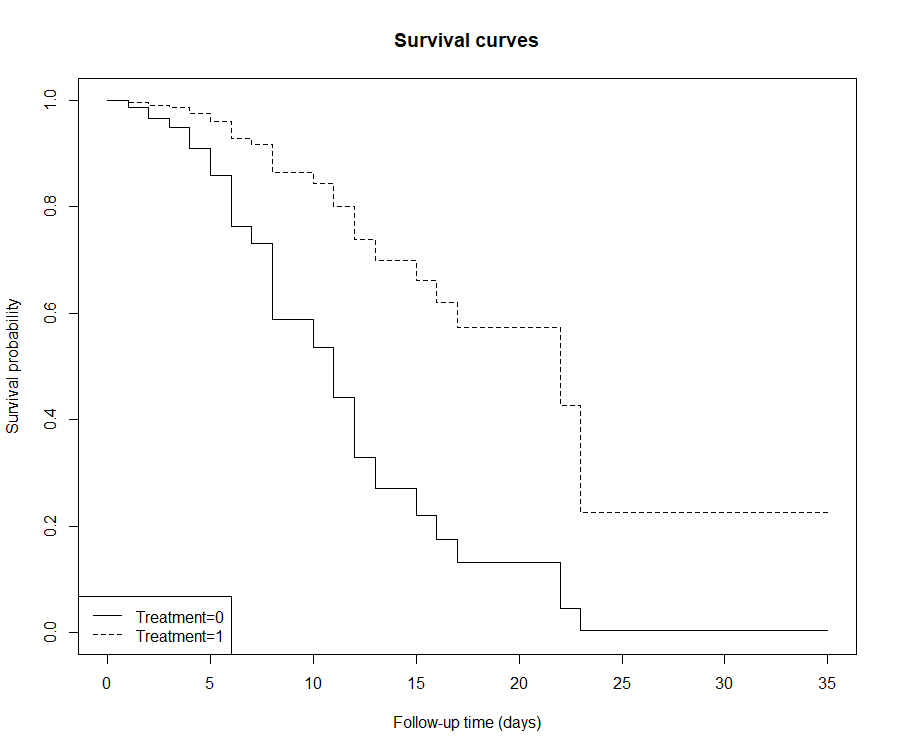 Survival curves
Survival probability
1.0
0.8
0.6
0.4
0.2
0.0
Treatment=0
Treatment=1
0 5 10 15 20 25 30 35
Follow-up time (days)